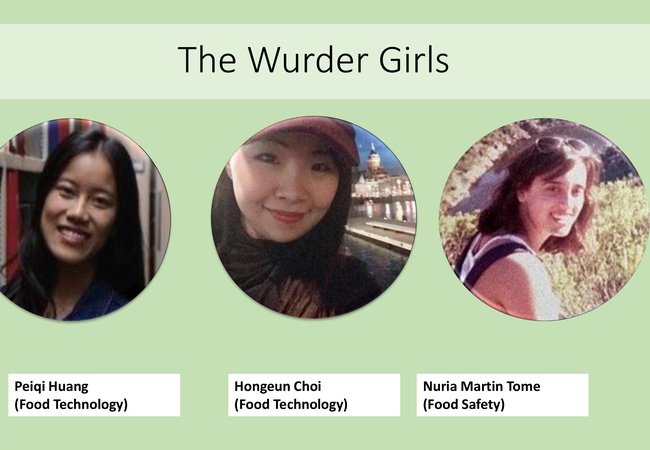 The Wurder Girls
Peiqi Huang
(Food Technology)
Hongeun Choi
(Food Technology)
Nuria Martin Tome
(Food Safety)